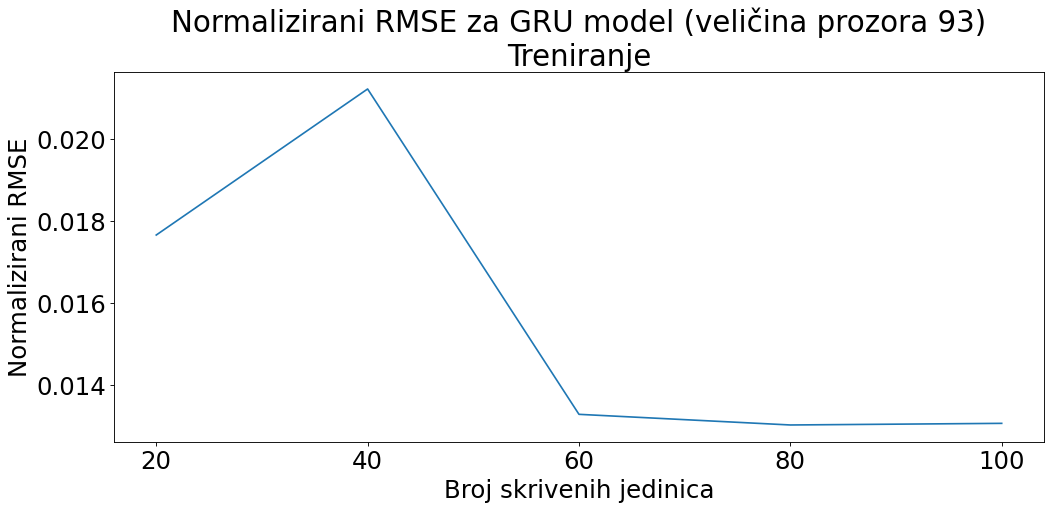 Normalizirani RMSE za GRU model (veličina prozora 93)
Treniranje
Normalizirani RMSE
0.020
0.018
0.016
0.014
20 40 60 80 100
Broj skrivenih jedinica